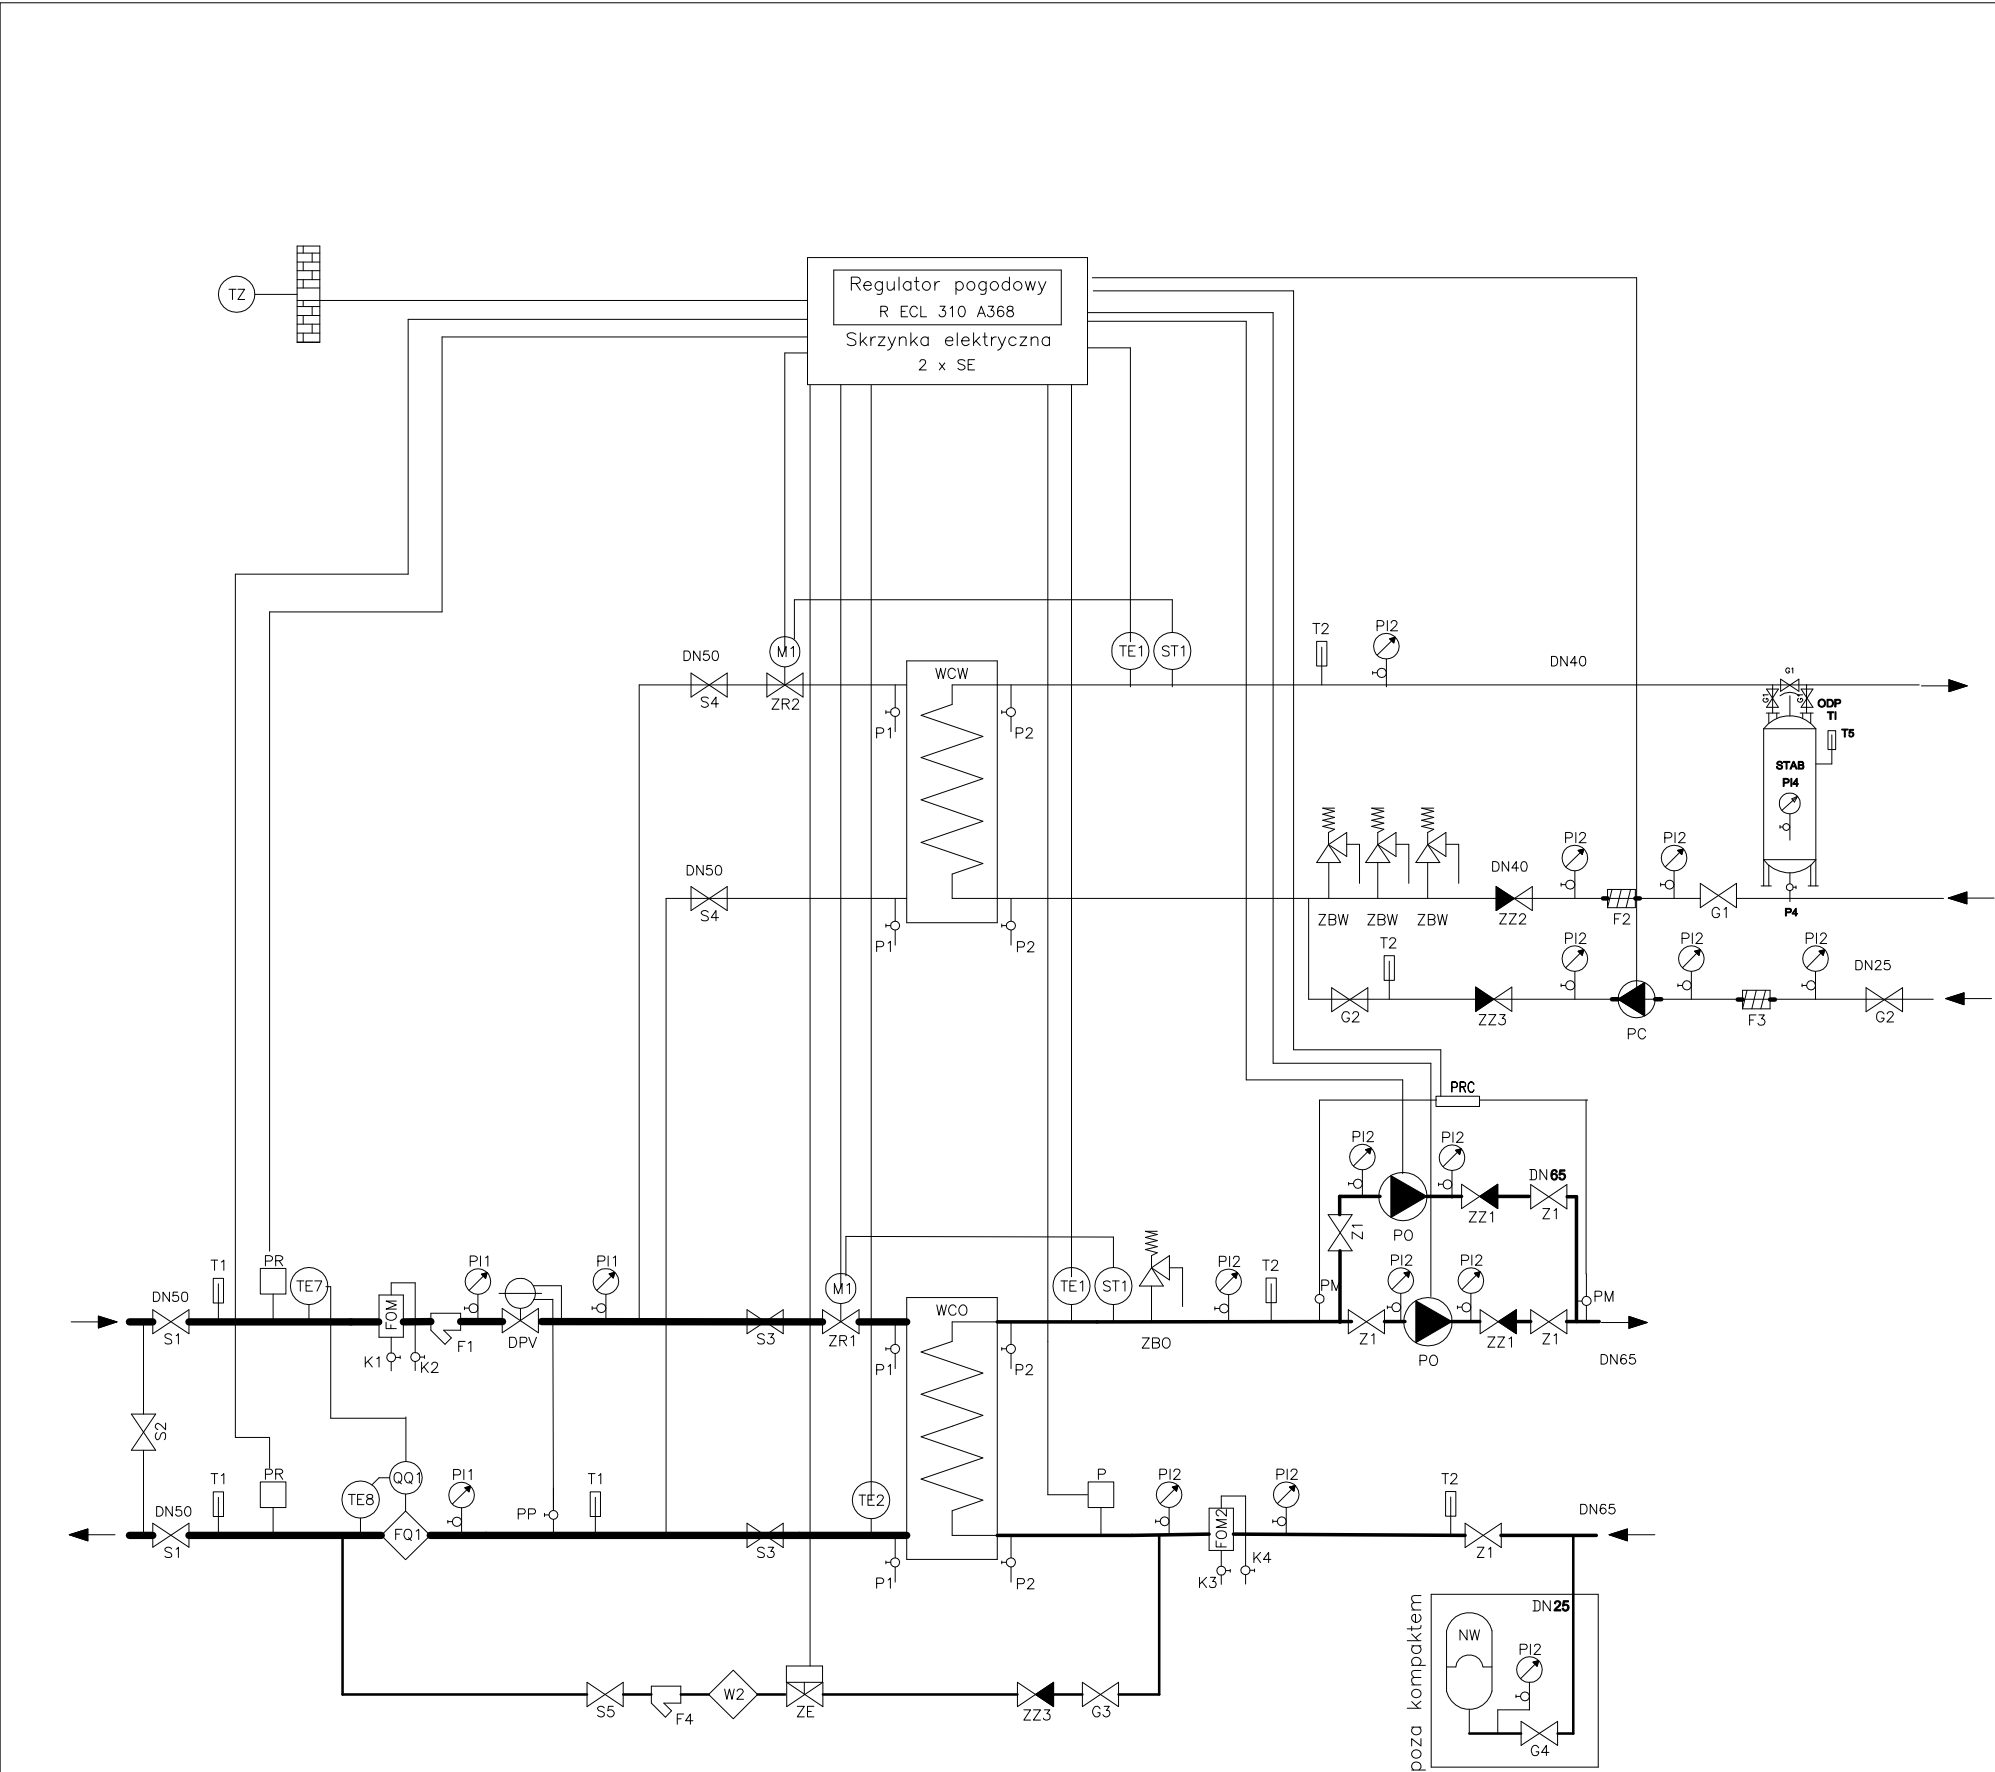 TZ
Regulator pogodowy
R ECL 310 A368
Skrzynka elektryczna
2 x SE
DN50
M1
S4
ZR2
P1
WCW
P2
TE1
ST1
T2
PI2
DN40
G1
G1
G1
ODP
TI
T5
STAB
PI4
P4
DN50
S4
P1
P2
ZBW
ZBW
ZBW
DN40
ZZ2
PI2
F2
PI2
G1
T2
G2
ZZ3
PI2
PC
PI2
F3
PI2
DN25
G2
PRC
PI2
PO
PI2
ZZ1
DN65
Z1
Z1
DN50
S1
T1
PR
TE7
FOM
K1
K2
F1
PI1
DPV
PI1
S3
M1
ZR1
P1
WCO
P2
TE1
ST1
ZBO
PI2
T2
PM
Z1
PI2
PO
PI2
ZZ1
Z1
PM
DN65
S2
DN50
S1
T1
PR
TE8
QQ1
FQ1
PI1
PP
T1
S3
TE2
P1
P2
P
PI2
FOM2
K3
K4
PI2
T2
Z1
DN65
S5
F4
W2
ZE
ZZ3
G3
poza kompaktem
DN25
NW
PI2
G4